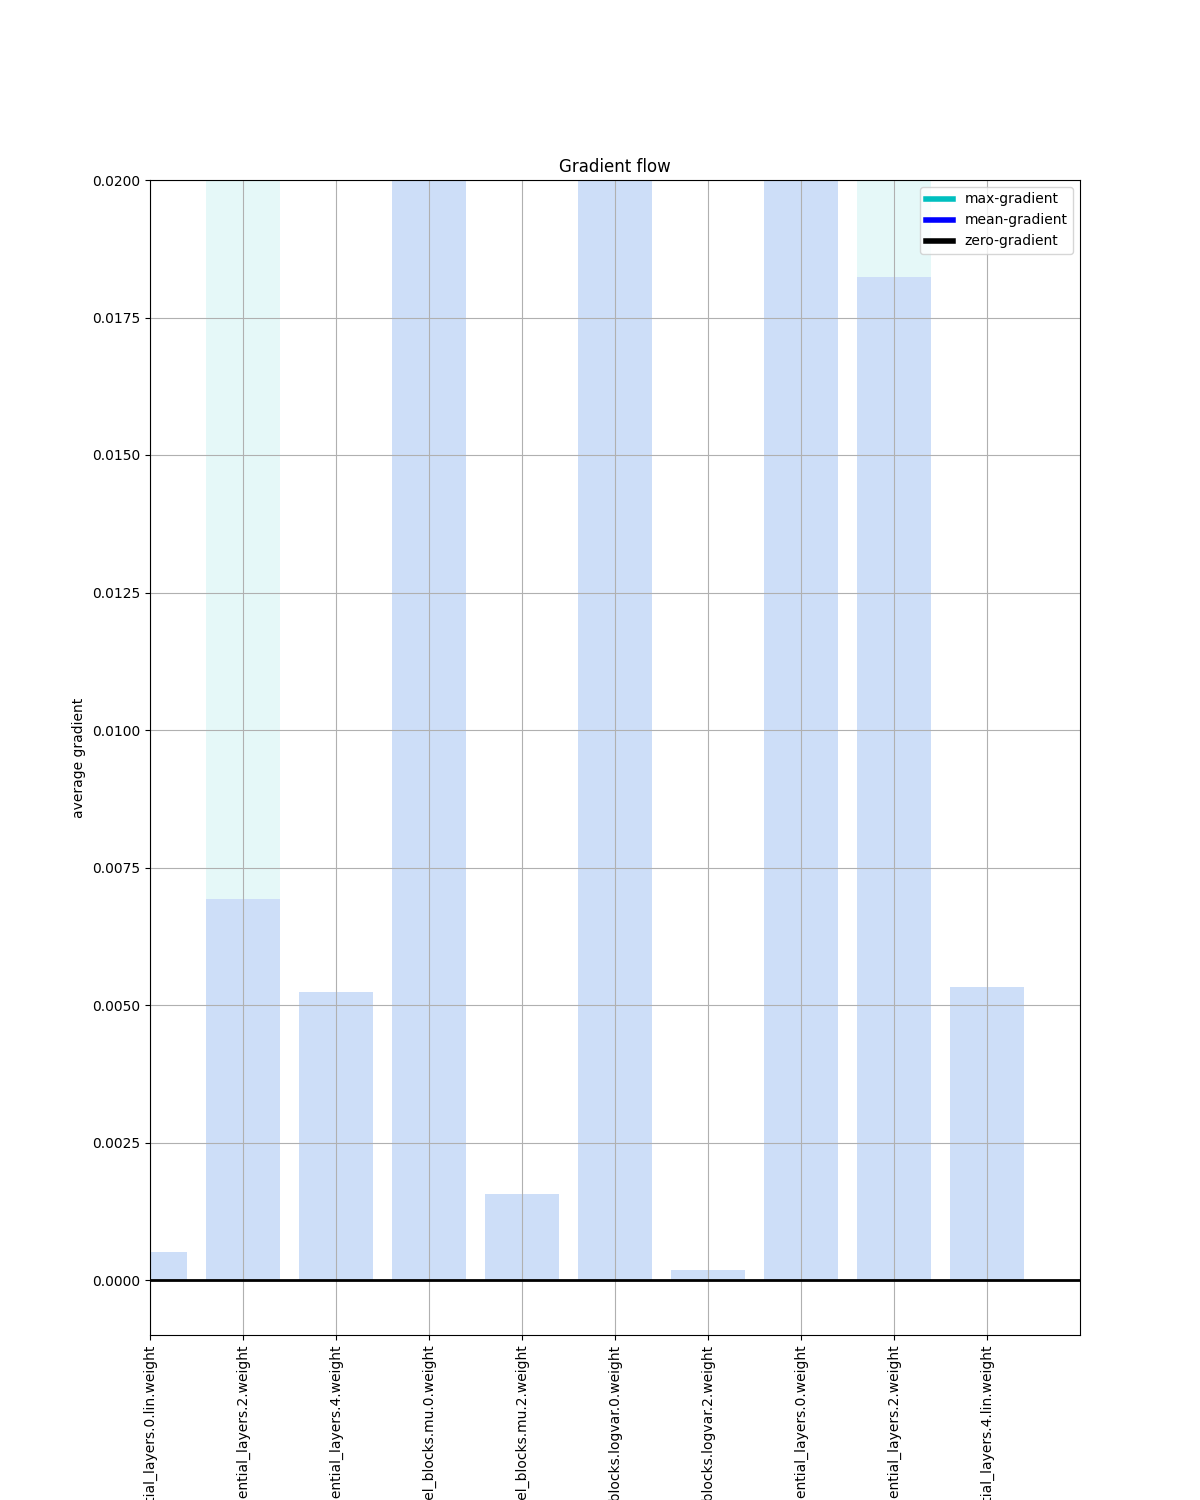 Gradient flow
max-gradient
mean-gradient
zero-gradient
0.0200
0.0175
0.0150
0.0125
0.0100
0.0075
0.0050
0.0025
0.0000
average gradient
tial_layers.0.lin.weight
ential_layers.2.weight
ential_layers.4.weight
el_blocks.mu.0.weight
el_blocks.mu.2.weight
blocks.logvar.0.weight
blocks.logvar.2.weight
ential_layers.0.weight
ential_layers.2.weight
tial_layers.4.lin.weight